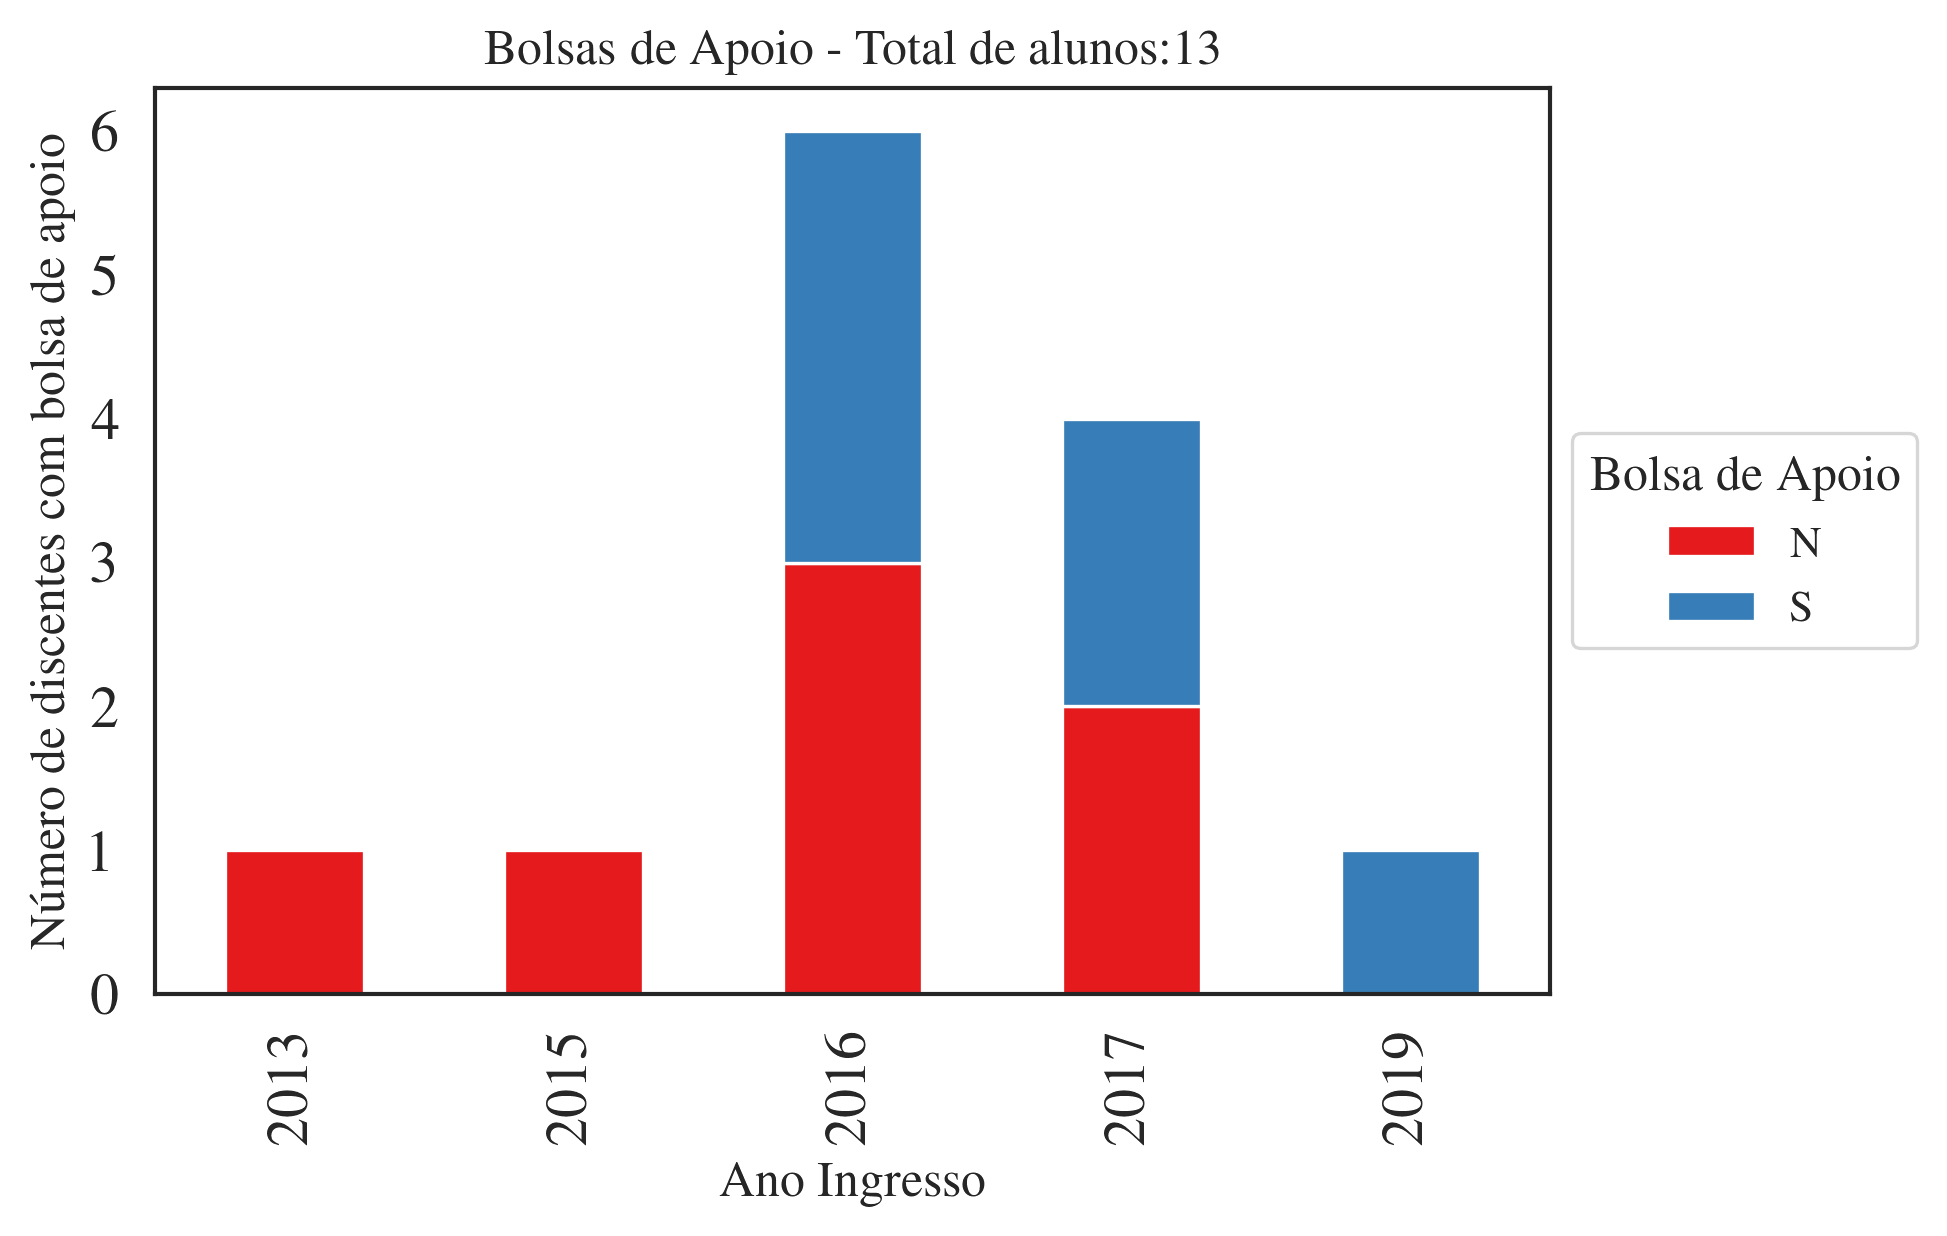 Bolsas de Apoio - Total de alunos:13
Número de discentes com bolsa de apoio
6
5
4
3
2
1
0
2013
2015
2016
2017
2019
Ano Ingresso
Bolsa de Apoio
N
S